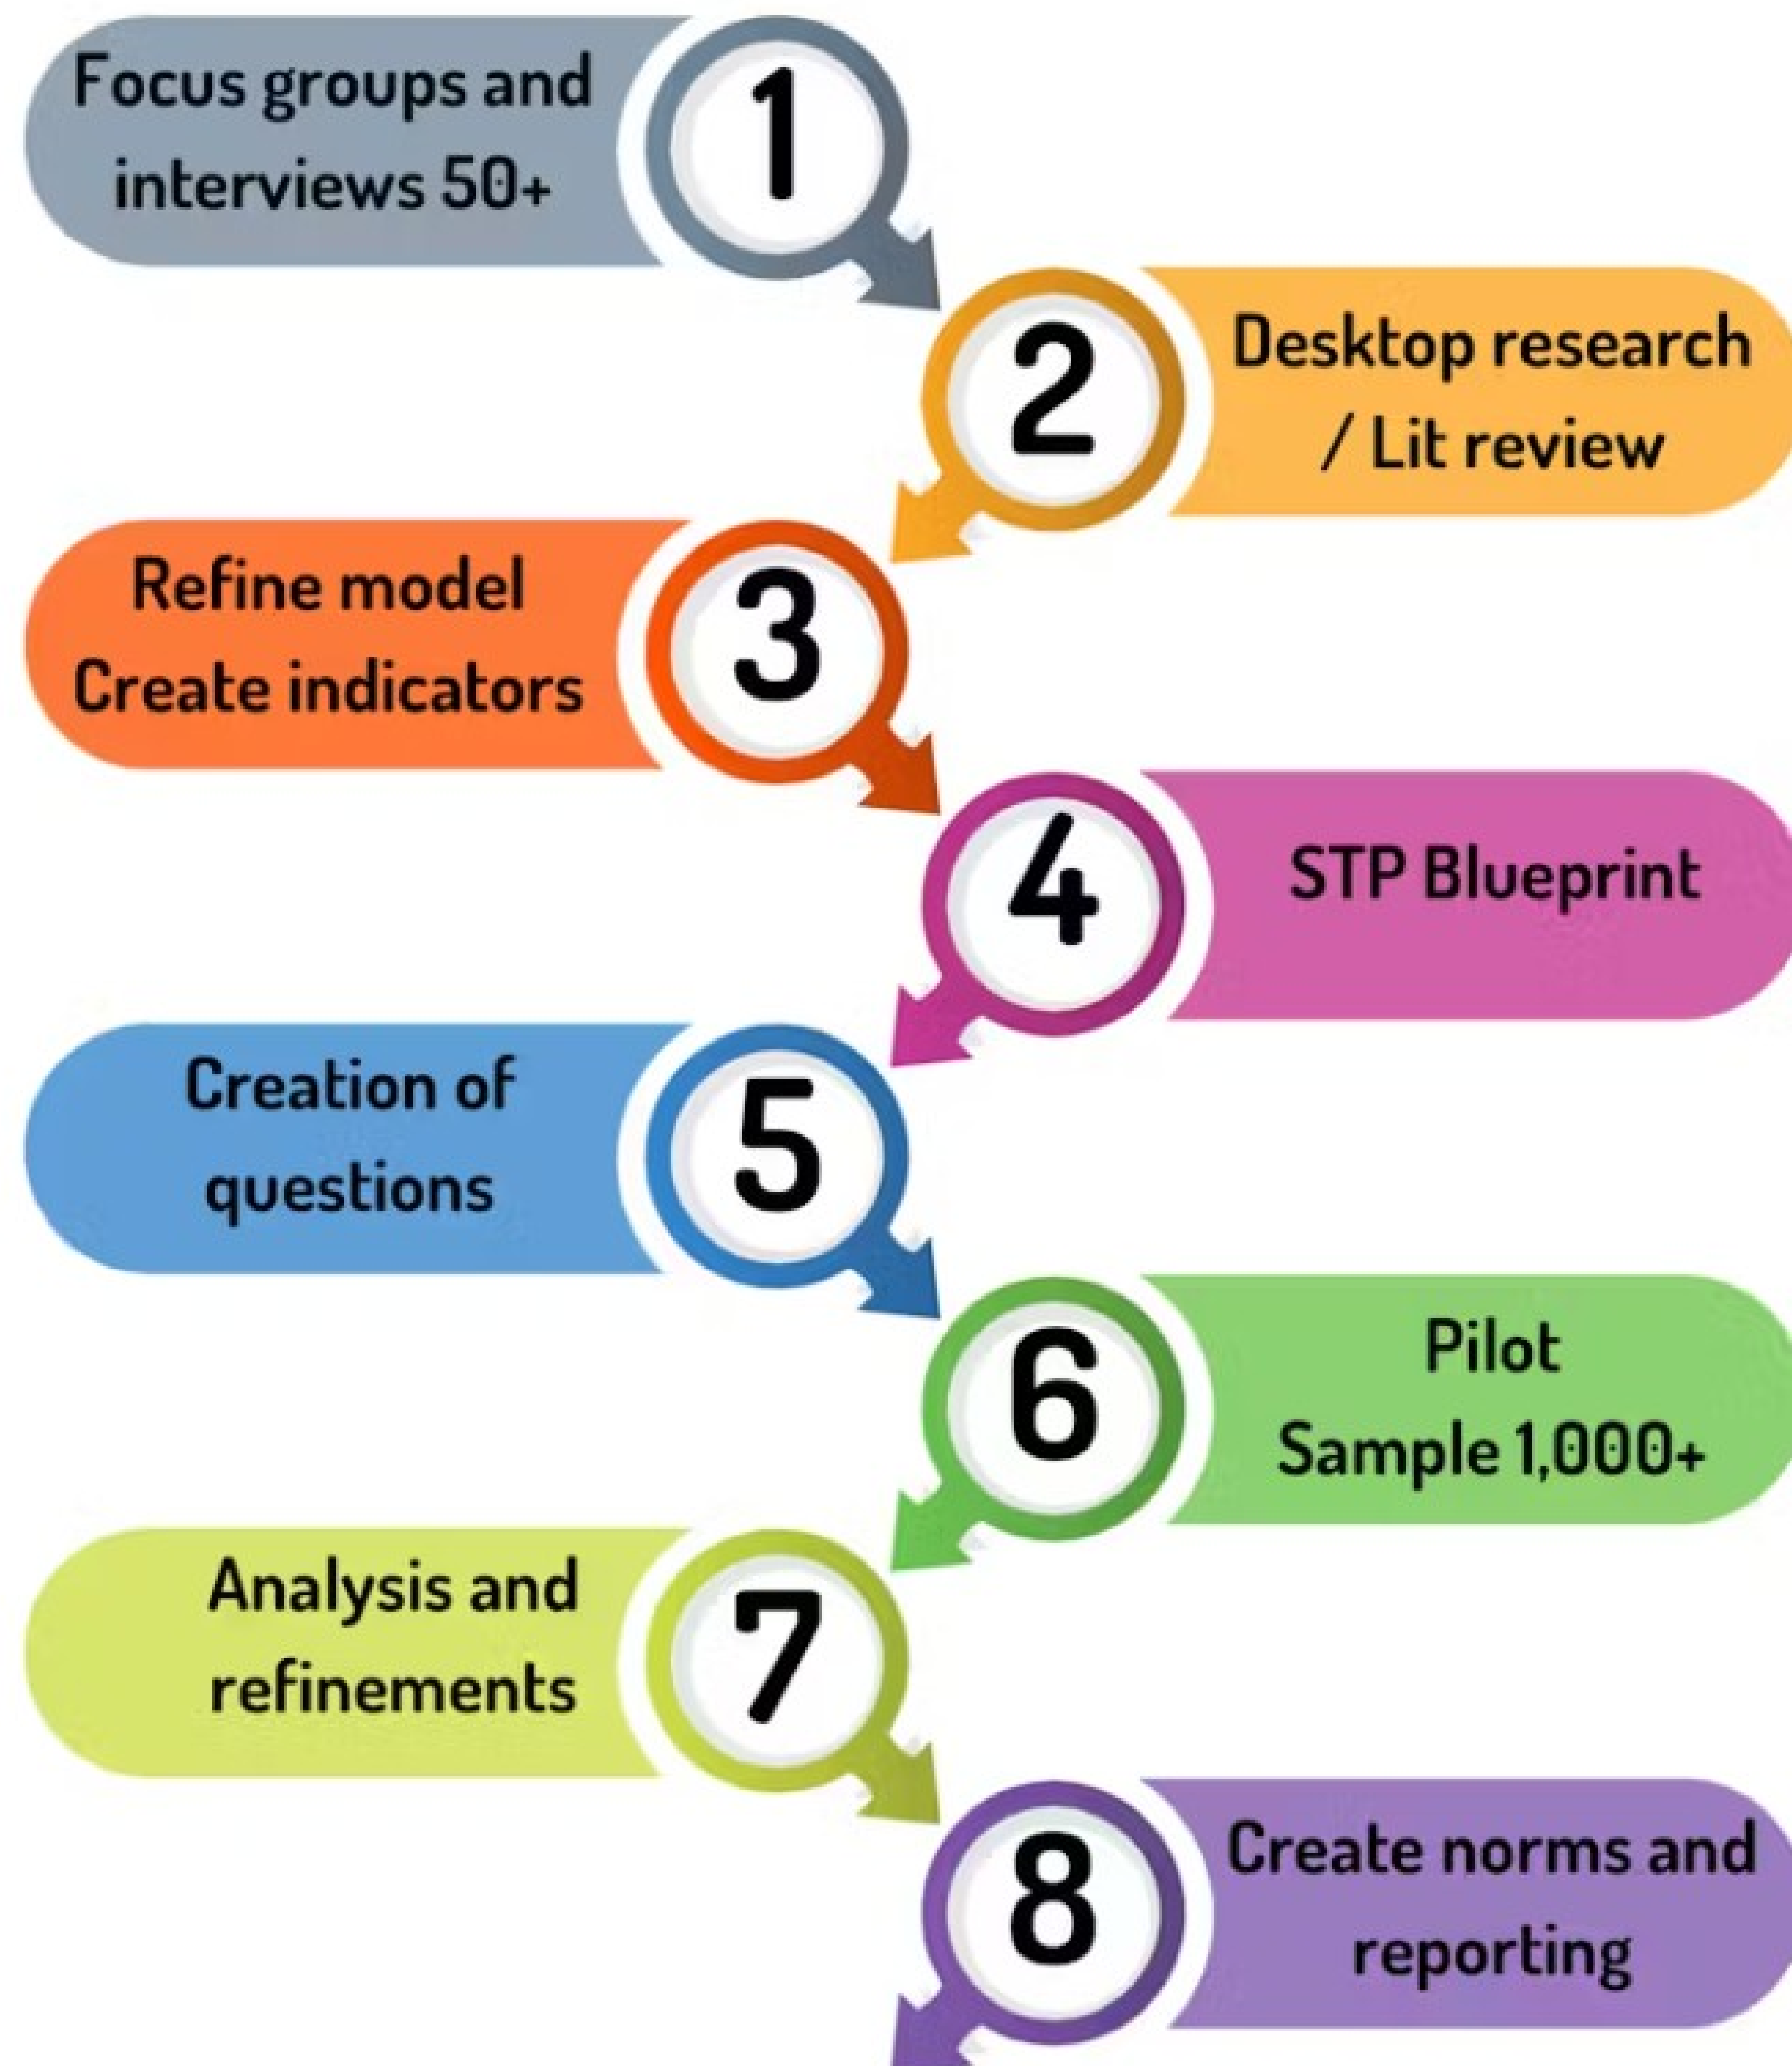 Focus groups and
interviews 50+
1
2
Desktop research
/ Lit review
Refine model
Create indicators
3
4
STP Blueprint
Creation of
questions
5
6
Pilot
Sample 1,000+
Analysis and
refinements
7
8
Create norms and
reporting